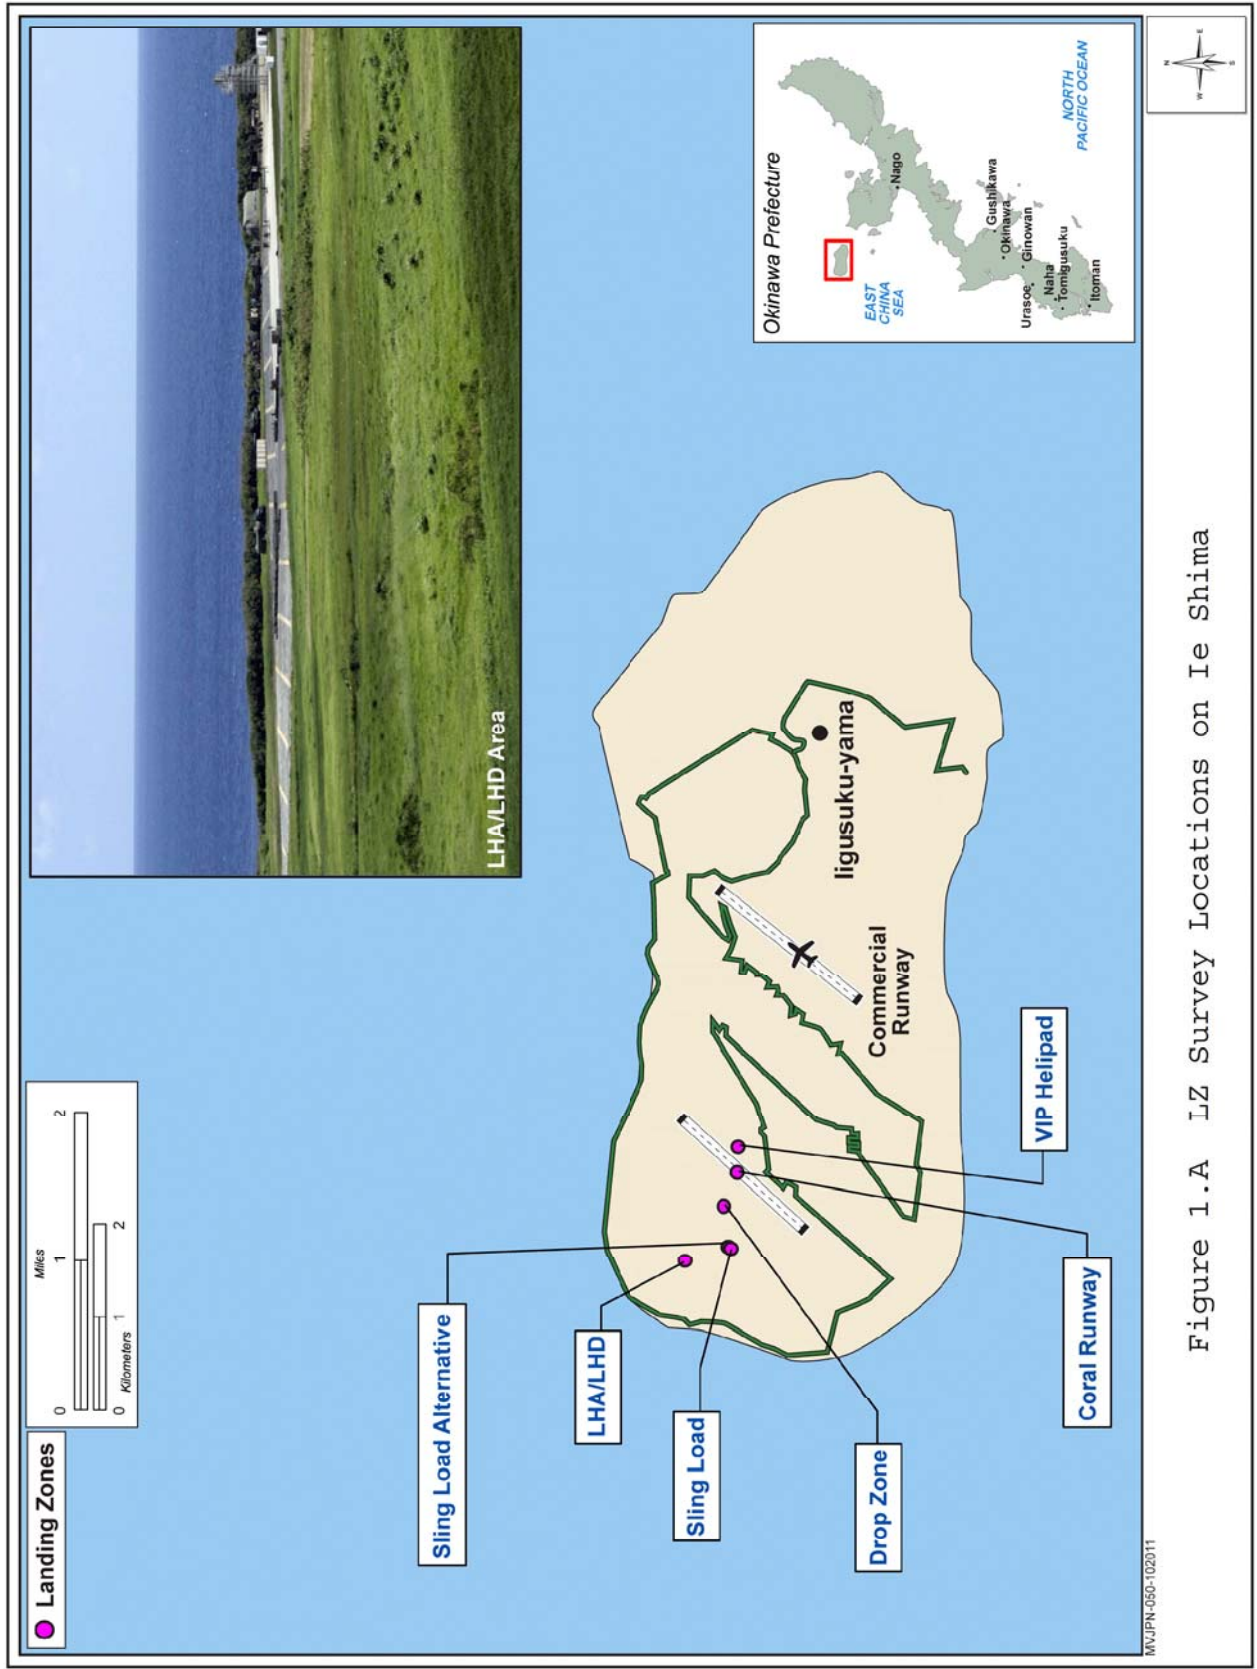 Landing Zones
Miles
0 1 2
0 1 2
Kilometers
LHA/LHD Area
Sling Load Alternative
LHA/LHD
Sling Load
Drop Zone
Coral Runway
VIP Helipad
Commercial
Runway
Iigusuku-yama
Okinawa Prefecture
EAST
CHINA
SEA
Nago
Gushikawa
Okinawa
Ginowan
Urasoe
Naha
Tomigusuku
Itoman
NORTH
PACIFIC OCEAN
N
W E
S
MVJPN-050-102011
Figure 1.A LZ Survey Locations on Ie Shima